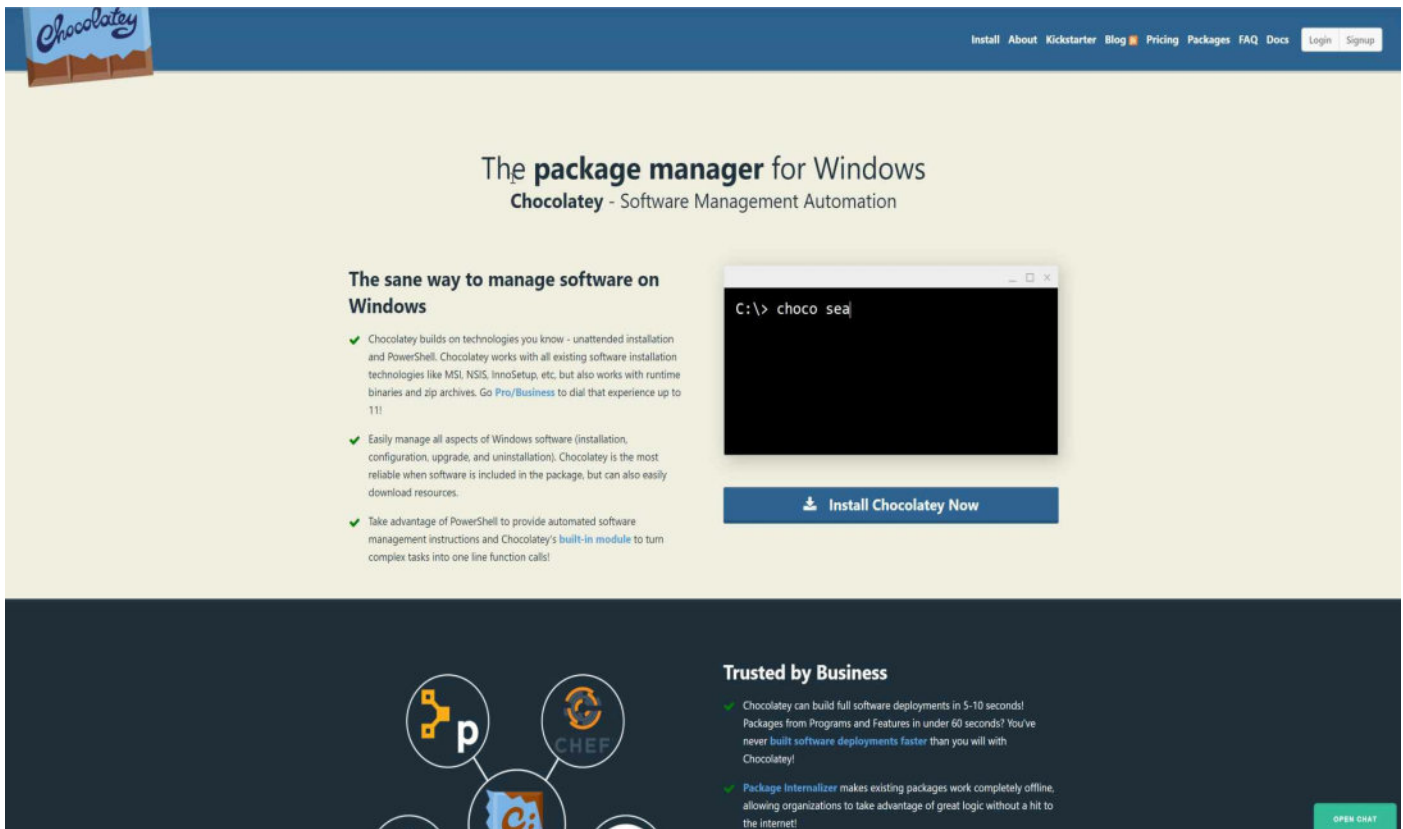 Chocolatey
Install About Kickstarter Blog Pricing Packages FAQ Docs Login Signup
The package manager for Windows
Chocolatey - Software Management Automation
The sane way to manage software on
Windows
Chocolatey builds on technologies you know - unattended installation
and PowerShell. Chocolatey works with all existing software installation
technologies like MSI, NSIS, InnoSetup, etc, but also works with runtime
binaries and zip archives. Go Pro/Business to dial that experience up to
11!
Easily manage all aspects of Windows software (installation,
configuration, upgrade, and uninstallation). Chocolatey is the most
reliable when software is included in the package, but can also easily
download resources.
Take advantage of PowerShell to provide automated software
management instructions and Chocolatey's built-in module to turn
complex tasks into one line function calls!
C:\> choco sea
Install Chocolatey Now
p
CHEF
Trusted by Business
Chocolatey can build full software deployments in 5-10 seconds!
Packages from Programs and Features in under 60 seconds? You've
never built software deployments faster than you will with
Chocolatey!
Package Internalizer makes existing packages work completely offline,
allowing organizations to take advantage of great logic without a hit to
the internet!
OPEN CHAT